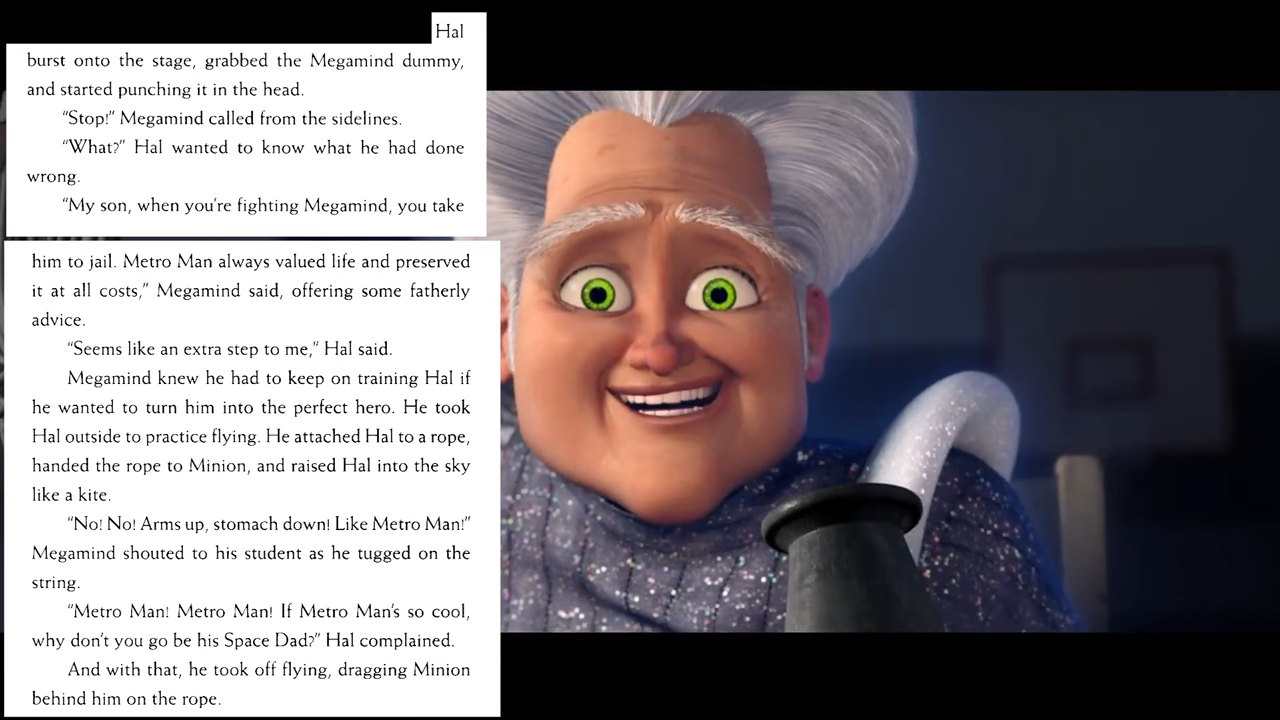 Hal
burst onto the stage, grabbed the Megamind dummy,
and started punching it in the head.
“Stop!” Megamind called from the sidelines.
“What?” Hal wanted to know what he had done
wrong.
“My son, when you're fighting Megamind, you take
him to jail. Metro Man always valued life and preserved
it at all costs,” Megamind said, offering some fatherly
advice.
“Seems like an extra step to me,” Hal said.
Megamind knew he had to keep on training Hal if
he wanted to turn him into the perfect hero. He took
Hal outside to practice flying. He attached Hal to a rope,
handed the rope to Minion, and raised Hal into the sky
like a kite.
“No! No! Arms up, stomach down! Like Metro Man!”
Megamind shouted to his student as he tugged on the
string.
“Metro Man! Metro Man! If Metro Man's so cool,
why don't you go be his Space Dad?” Hal complained.
And with that, he took off flying, dragging Minion
behind him on the rope.